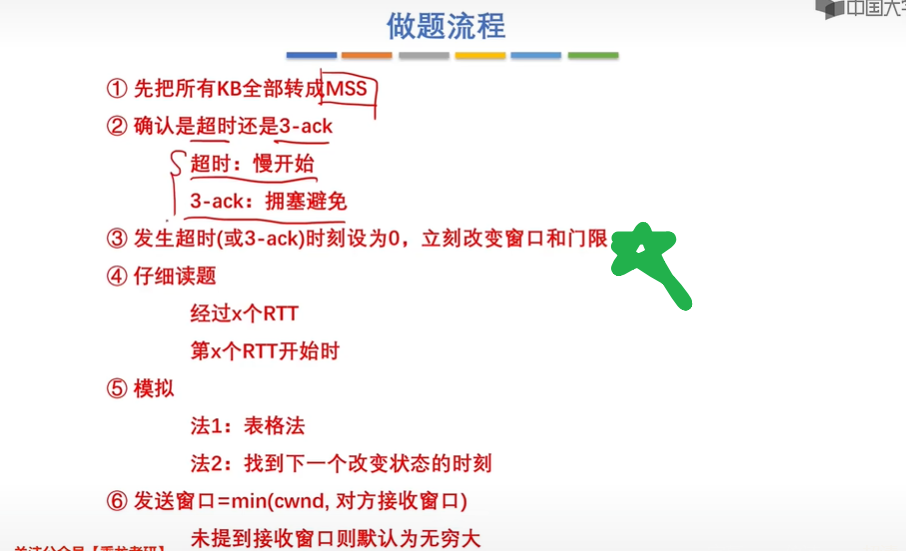 中国大学
做题流程
① 先把所有KB全部转成MSS
② 确认是超时还是3-ack
超时：慢开始
3-ack：拥塞避免
③ 发生超时(或3-ack)时刻设为0，立刻改变窗口和门限
④ 仔细读题
经过x个RTT
第x个RTT开始时
⑤ 模拟
法1：表格法
法2：找到下一个改变状态的时刻
⑥ 发送窗口=min(cwnd, 对方接收窗口)
未提到接收窗口则默认为无穷大